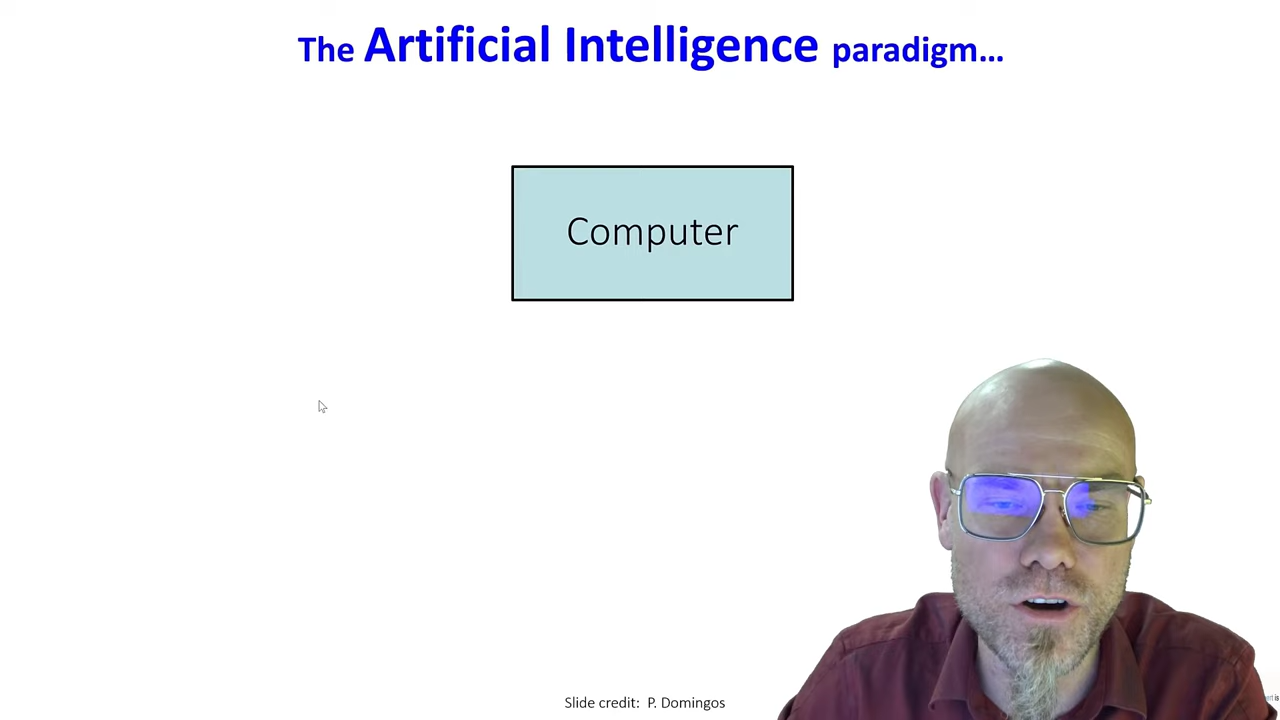 The Artificial Intelligence paradigm...
Computer
Slide credit: P. Domingos